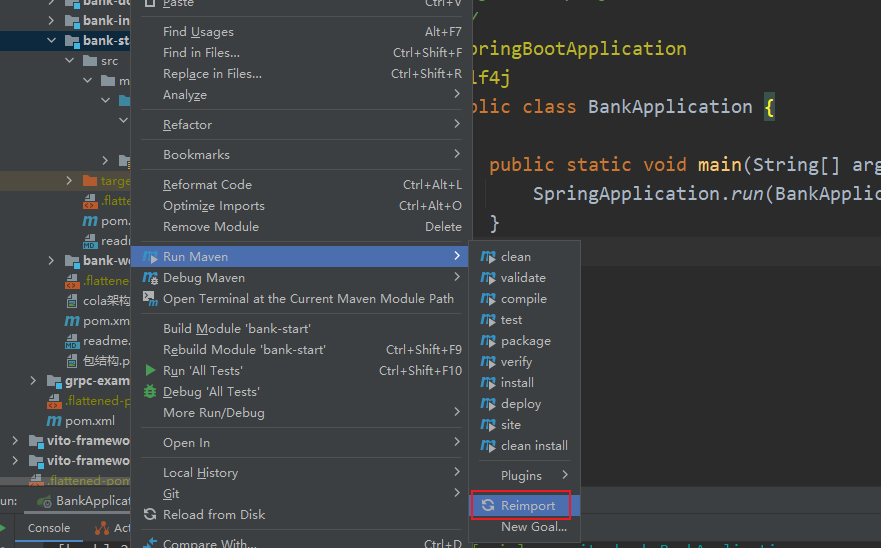 bank-in
bank-st
src
m
targe
.fla
pom.
readi
bank-w
.flattene
cola架构
pom.xm
readme.
包结构.p
grpc-exam
.flattened-p
pom.xml
vito-framewo
vito-framewo
.flattened-pom
un:
BankApplicat
Console
Act
Paste Ctrl+V
Find Usages Alt+F7
Find in Files... Ctrl+Shift+F
Replace in Files... Ctrl+Shift+R
Analyze
Refactor
Bookmarks
Reformat Code Ctrl+Alt+L
Optimize Imports Ctrl+Alt+O
Remove Module Delete
Run Maven
Debug Maven
Open Terminal at the Current Maven Module Path
Build Module 'bank-start'
Rebuild Module 'bank-start' Ctrl+Shift+F9
Run 'All Tests' Ctrl+Shift+F10
Debug 'All Tests'
More Run/Debug
Open In
Local History
Git
Reload from Disk
Compare With... Ctrl+D
clean
validate
compile
test
package
verify
install
deploy
site
clean install
Plugins
Reimport
New Goal...
/
pringBootApplication
lf4j
blic class BankApplication {
public static void main(String[] arg
SpringApplication.run(BankApplic
}